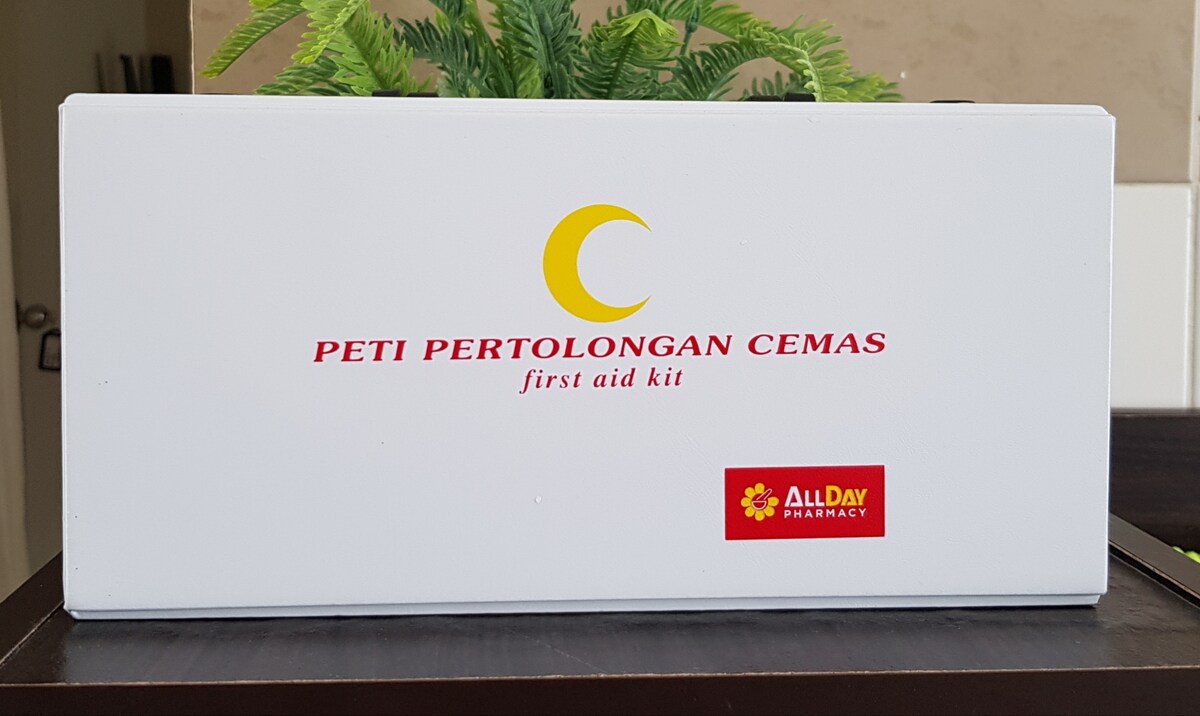 PETI PERTOLONGAN CEMAS
first aid kit
ALLDAY
PHARMACY